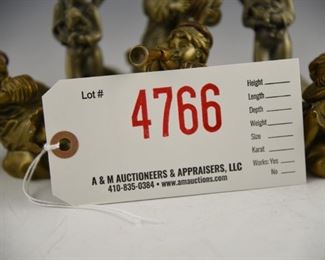 Lot #
4766
Height
Length
Depth
Weight
Size
Karat
Works: Yes
No
A & M AUCTIONEERS & APPRAISERS, LLC
410-835-0384 • www.amauctions.com